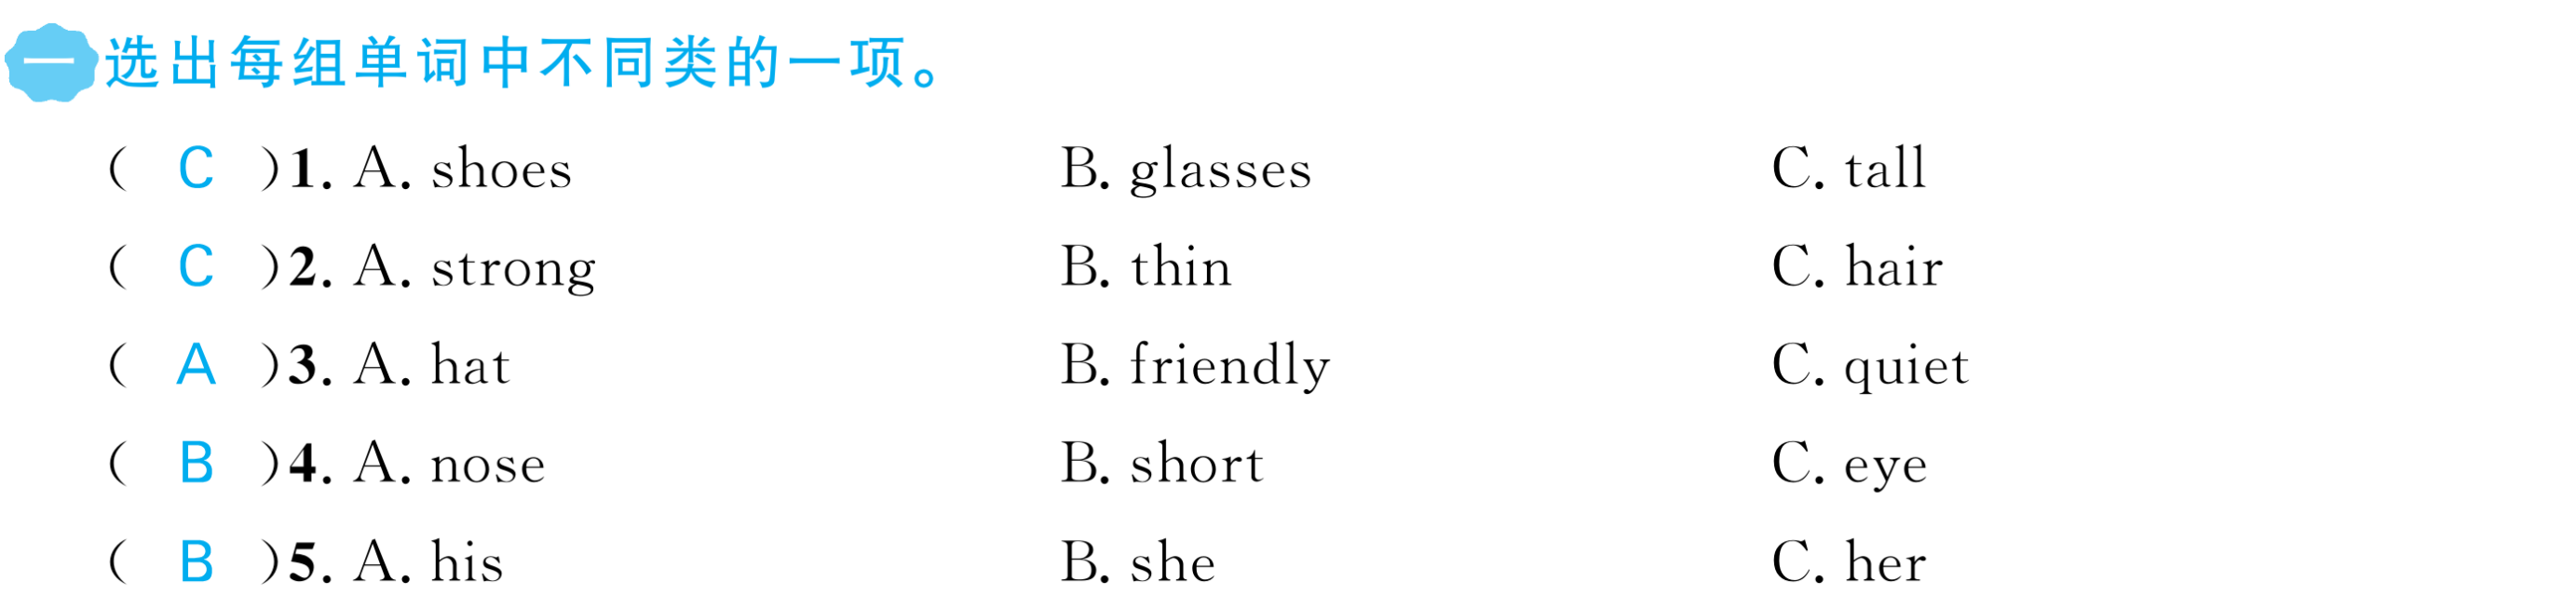 一 选出每组单词中不同类的一项。
( C )1. A. shoes B. glasses C. tall
( C )2. A. strong B. thin C. hair
( A )3. A. hat B. friendly C. quiet
( B )4. A. nose B. short C. eye
( B )5. A. his B. she C. her